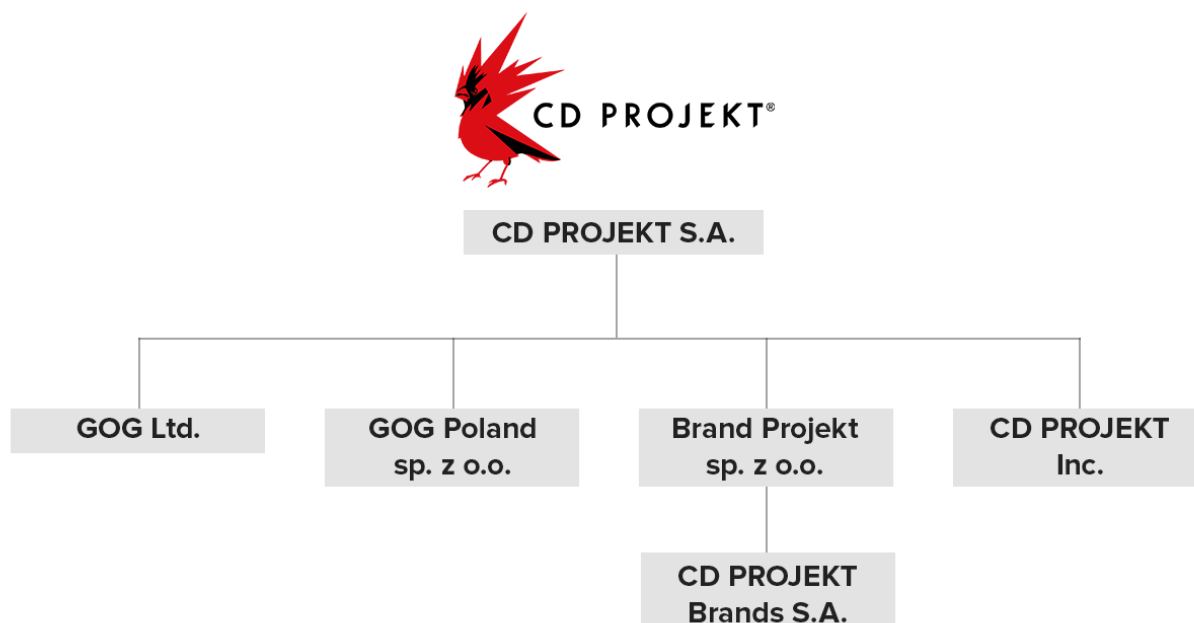 CD PROJEKT®
CD PROJEKT S.A.
GOG Ltd.
GOG Poland
sp. z o.o.
Brand Projekt
sp. z o.o.
CD PROJEKT
Inc.
CD PROJEKT
Brands S.A.